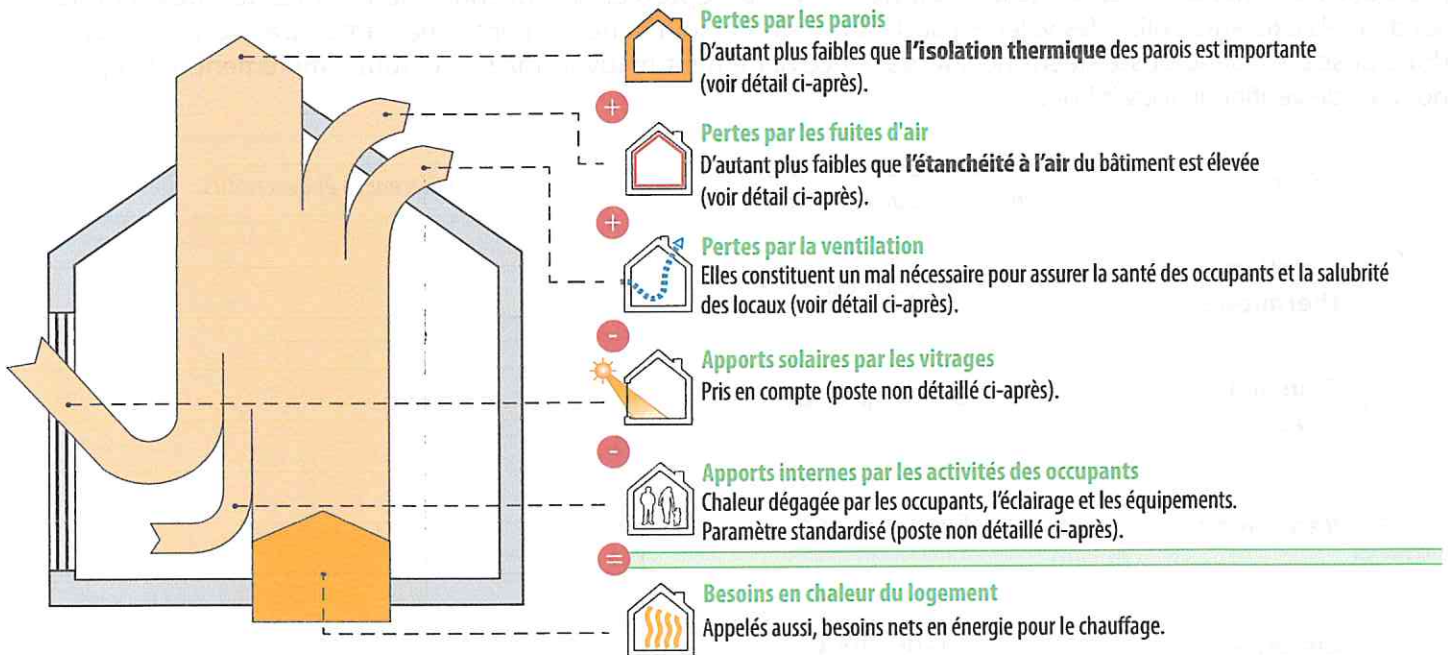 Pertes par les parois
D'autant plus faibles que l'isolation thermique des parois est importante
(voir détail ci-après).
+
Pertes par les fuites d'air
D'autant plus faibles que l'étanchéité à l'air du bâtiment est élevée
(voir détail ci-après).
+
Pertes par la ventilation
Elles constituent un mal nécessaire pour assurer la santé des occupants et la salubrité
des locaux (voir détail ci-après).
-
Apports solaires par les vitrages
Pris en compte (poste non détaillé ci-après).
-
Apports internes par les activités des occupants
Chaleur dégagée par les occupants, l'éclairage et les équipements.
Paramètre standardisé (poste non détaillé ci-après).
=
Besoins en chaleur du logement
Appelés aussi, besoins nets en énergie pour le chauffage.